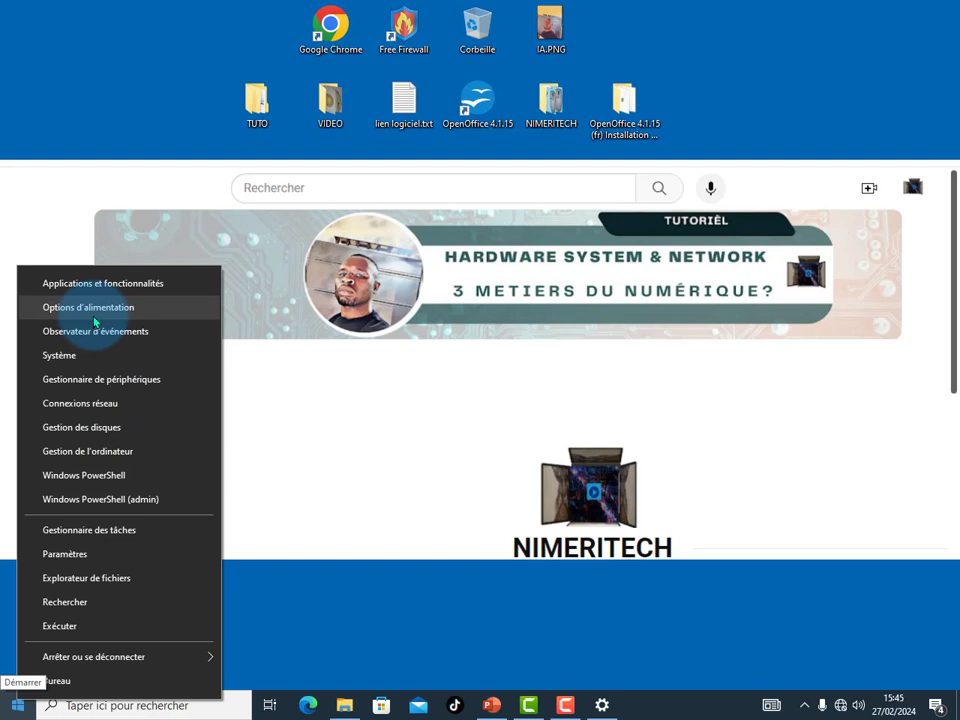 Google Chrome
Free Firewall
Corbeille
IA.PNG
TUTO
VIDEO
lien logiciel.txt
OpenOffice 4.1.15
NIMERITECH
OpenOffice 4.1.15
(fr) Installation ...
Rechercher
TUTORIÊL
HARDWARE SYSTEM & NETWORK
3 METIERS DU NUMÉRIQUE?
Applications et fonctionnalités
Options d'alimentation
Observateur d'événements
Système
Gestionnaire de périphériques
Connexions réseau
Gestion des disques
Gestion de l'ordinateur
Windows PowerShell
Windows PowerShell (admin)
Gestionnaire des tâches
Paramètres
Explorateur de fichiers
Rechercher
Exécuter
Arrêter ou se déconnecter
Bureau
Démarrer
NIMERITECH
Taper ici pour rechercher
15:45
27/02/2024
4